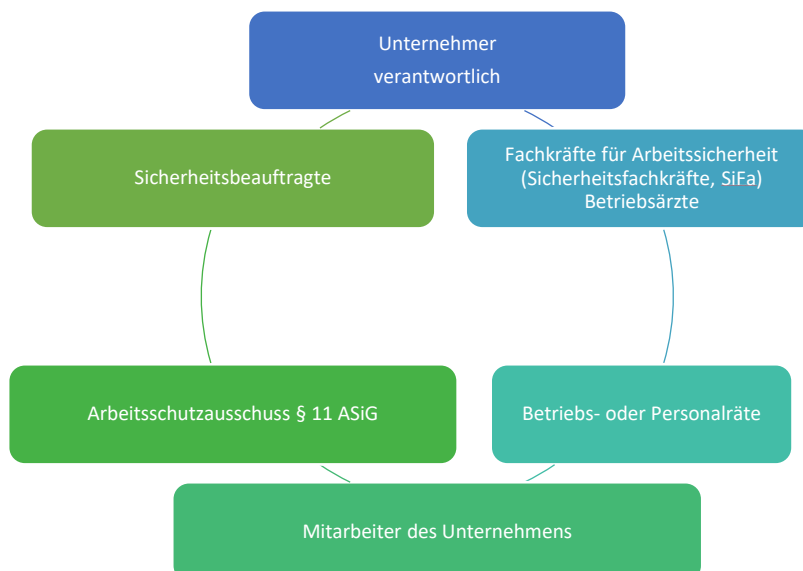 Unternehmer
verantwortlich
Sicherheitsbeauftragte
Fachkräfte für Arbeitssicherheit
(Sicherheitsfachkräfte, SiFa)
Betriebsärzte
Arbeitsschutzausschuss § 11 ASiG
Betriebs- oder Personalräte
Mitarbeiter des Unternehmens